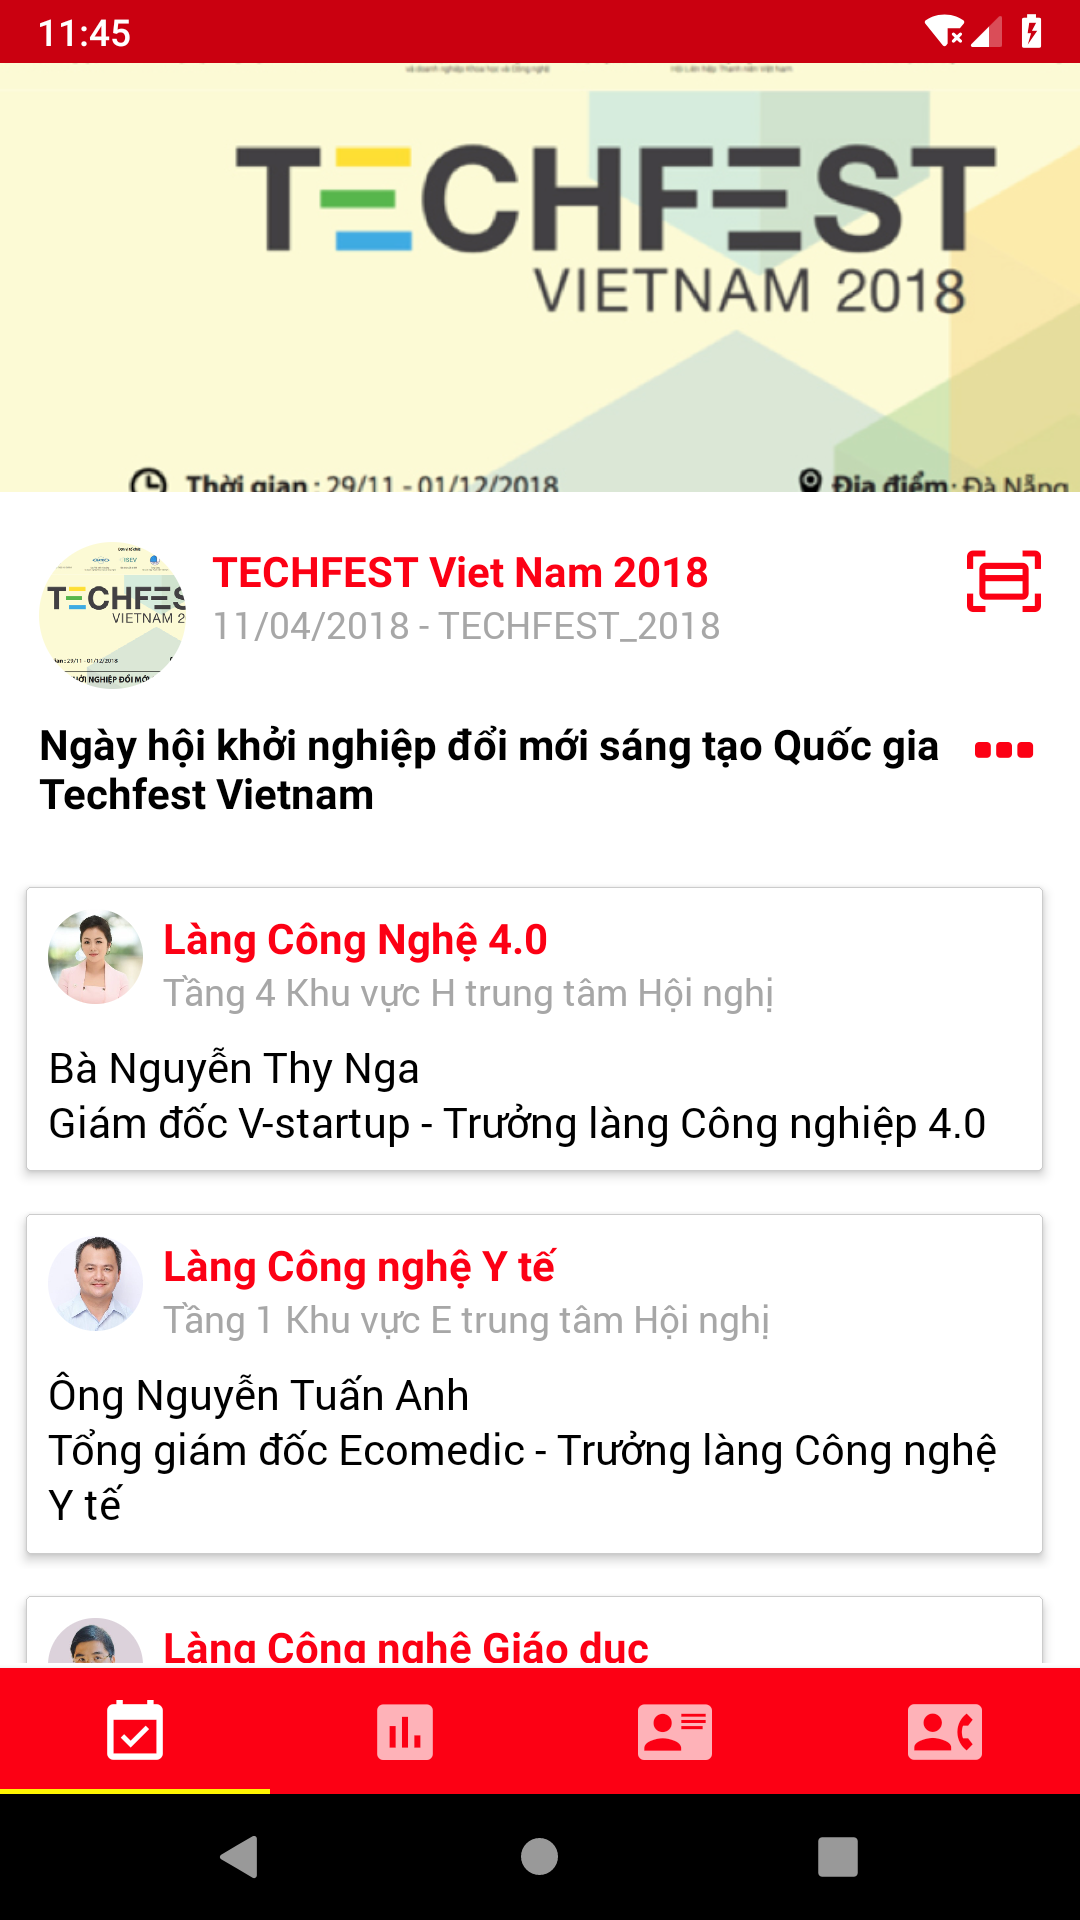 11:45
TECHFEST
VIETNAM 2018
Thời gian : 29/11 - 01/12/2018
Địa điểm : Đà Nẵng
TECHFES
VIETNAM 2
TECHFEST Viet Nam 2018
11/04/2018 - TECHFEST_2018
Ngày hội khởi nghiệp đổi mới sáng tạo Quốc gia
Techfest Vietnam
Làng Công Nghệ 4.0
Tầng 4 Khu vực H trung tâm Hội nghị
Bà Nguyễn Thy Nga
Giám đốc V-startup - Trưởng làng Công nghiệp 4.0
Làng Công nghệ Y tế
Tầng 1 Khu vực E trung tâm Hội nghị
Ông Nguyễn Tuấn Anh
Tổng giám đốc Ecomedic - Trưởng làng Công nghệ
Y tế
Làng Công nghệ Giáo dục